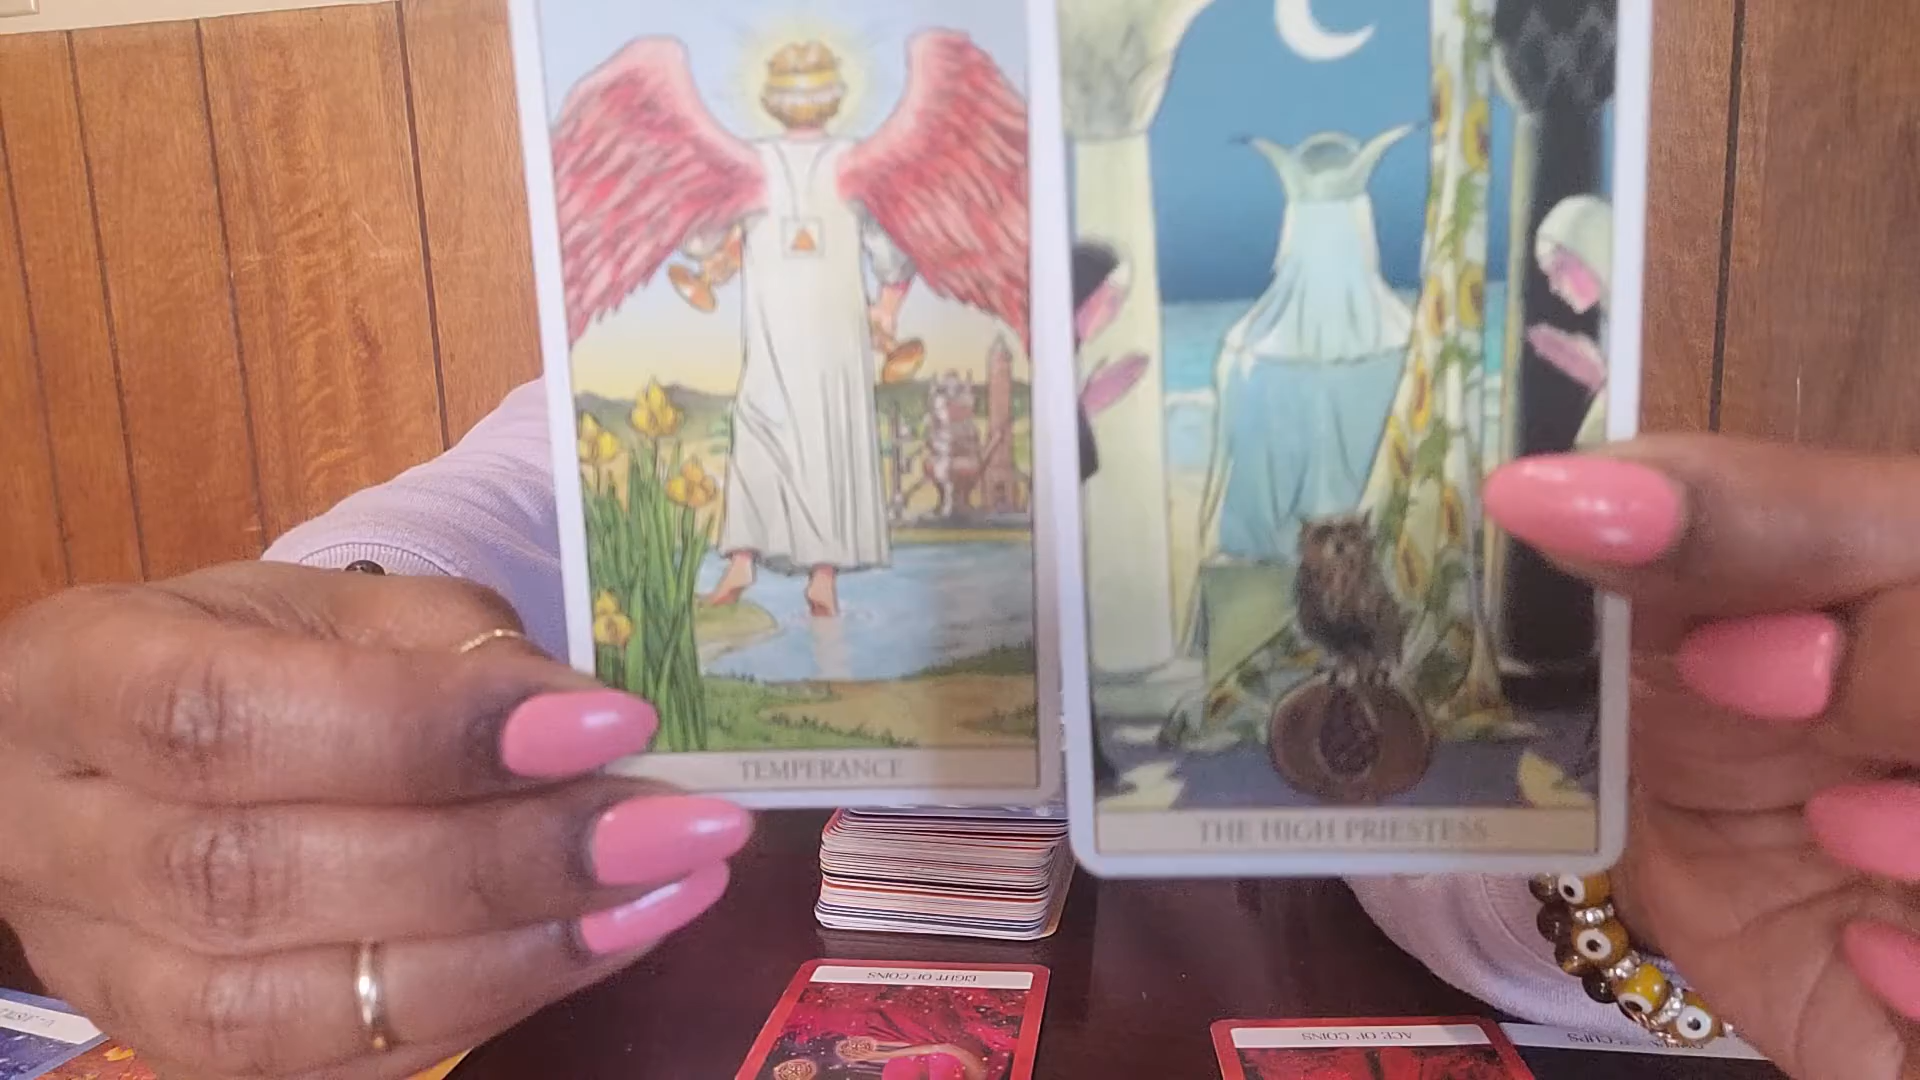 TEMPERANCE
THE HIGH PRIESTESS
EIGHT OF COINS
ACE OF COINS